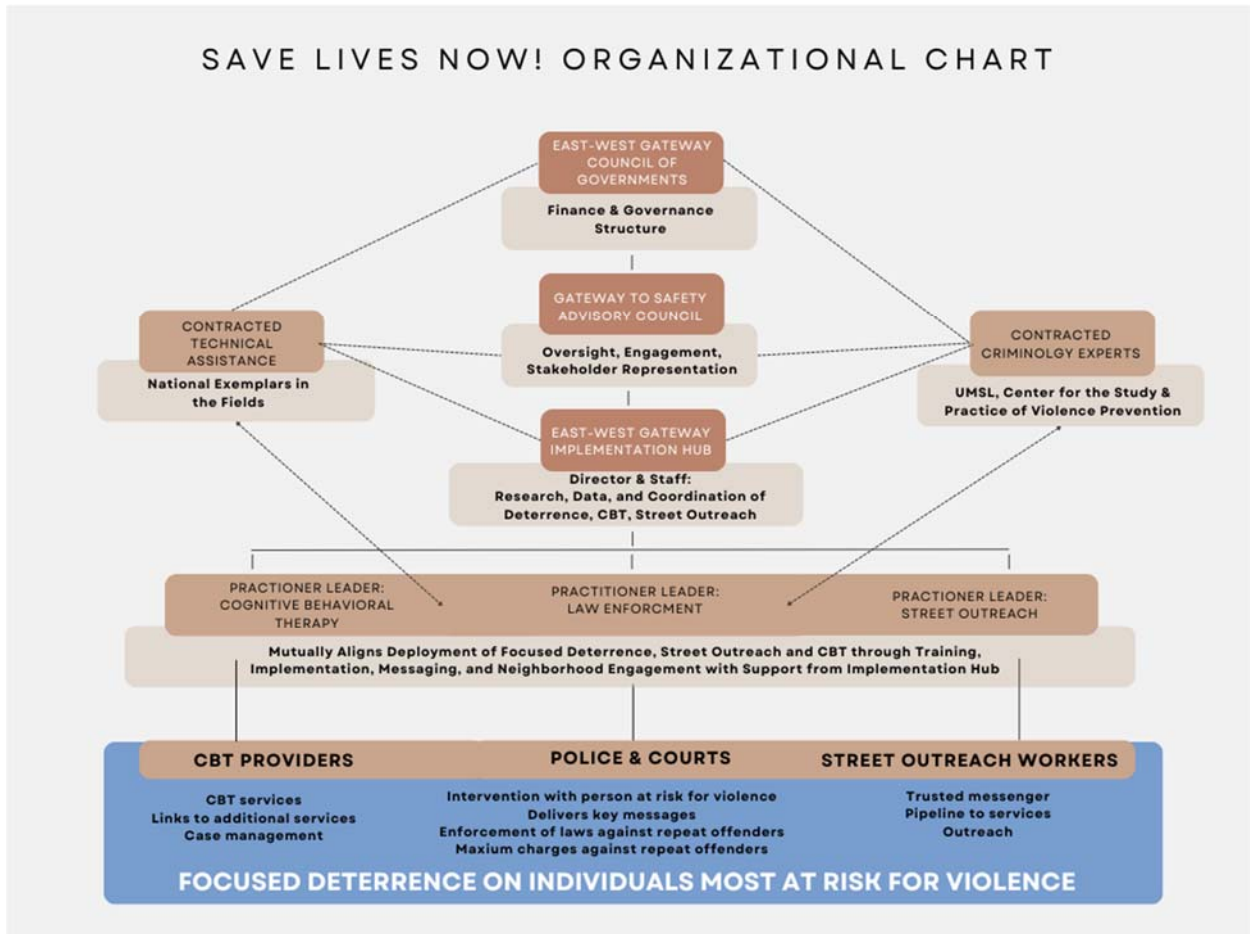 SAVE LIVES NOW! ORGANIZATIONAL CHART
EAST-WEST GATEWAY
COUNCIL OF
GOVERNMENTS
Finance & Governance
Structure
GATEWAY TO SAFETY
ADVISORY COUNCIL
Oversight, Engagement,
Stakeholder Representation
CONTRACTED
TECHNICAL
ASSISTANCE
National Exemplars in
the Fields
CONTRACTED
CRIMINOLGY EXPERTS
UMSL, Center for the Study &
Practice of Violence Prevention
EAST-WEST GATEWAY
IMPLEMENTATION HUB
Director & Staff:
Research, Data, and Coordination of
Deterrence, CBT, Street Outreach
PRACTIONER LEADER:
COGNITIVE BEHAVIORAL
THERAPY
PRACTITIONER LEADER:
LAW ENFORCMENT
PRACTIONER LEADER:
STREET OUTREACH
Mutually Aligns Deployment of Focused Deterrence, Street Outreach and CBT through Training,
Implementation, Messaging, and Neighborhood Engagement with Support from Implementation Hub
CBT PROVIDERS
CBT services
Links to additional services
Case management
POLICE & COURTS
Intervention with person at risk for violence
Delivers key messages
Enforcement of laws against repeat offenders
Maxium charges against repeat offenders
STREET OUTREACH WORKERS
Trusted messenger
Pipeline to services
Outreach
FOCUSED DETERRENCE ON INDIVIDUALS MOST AT RISK FOR VIOLENCE